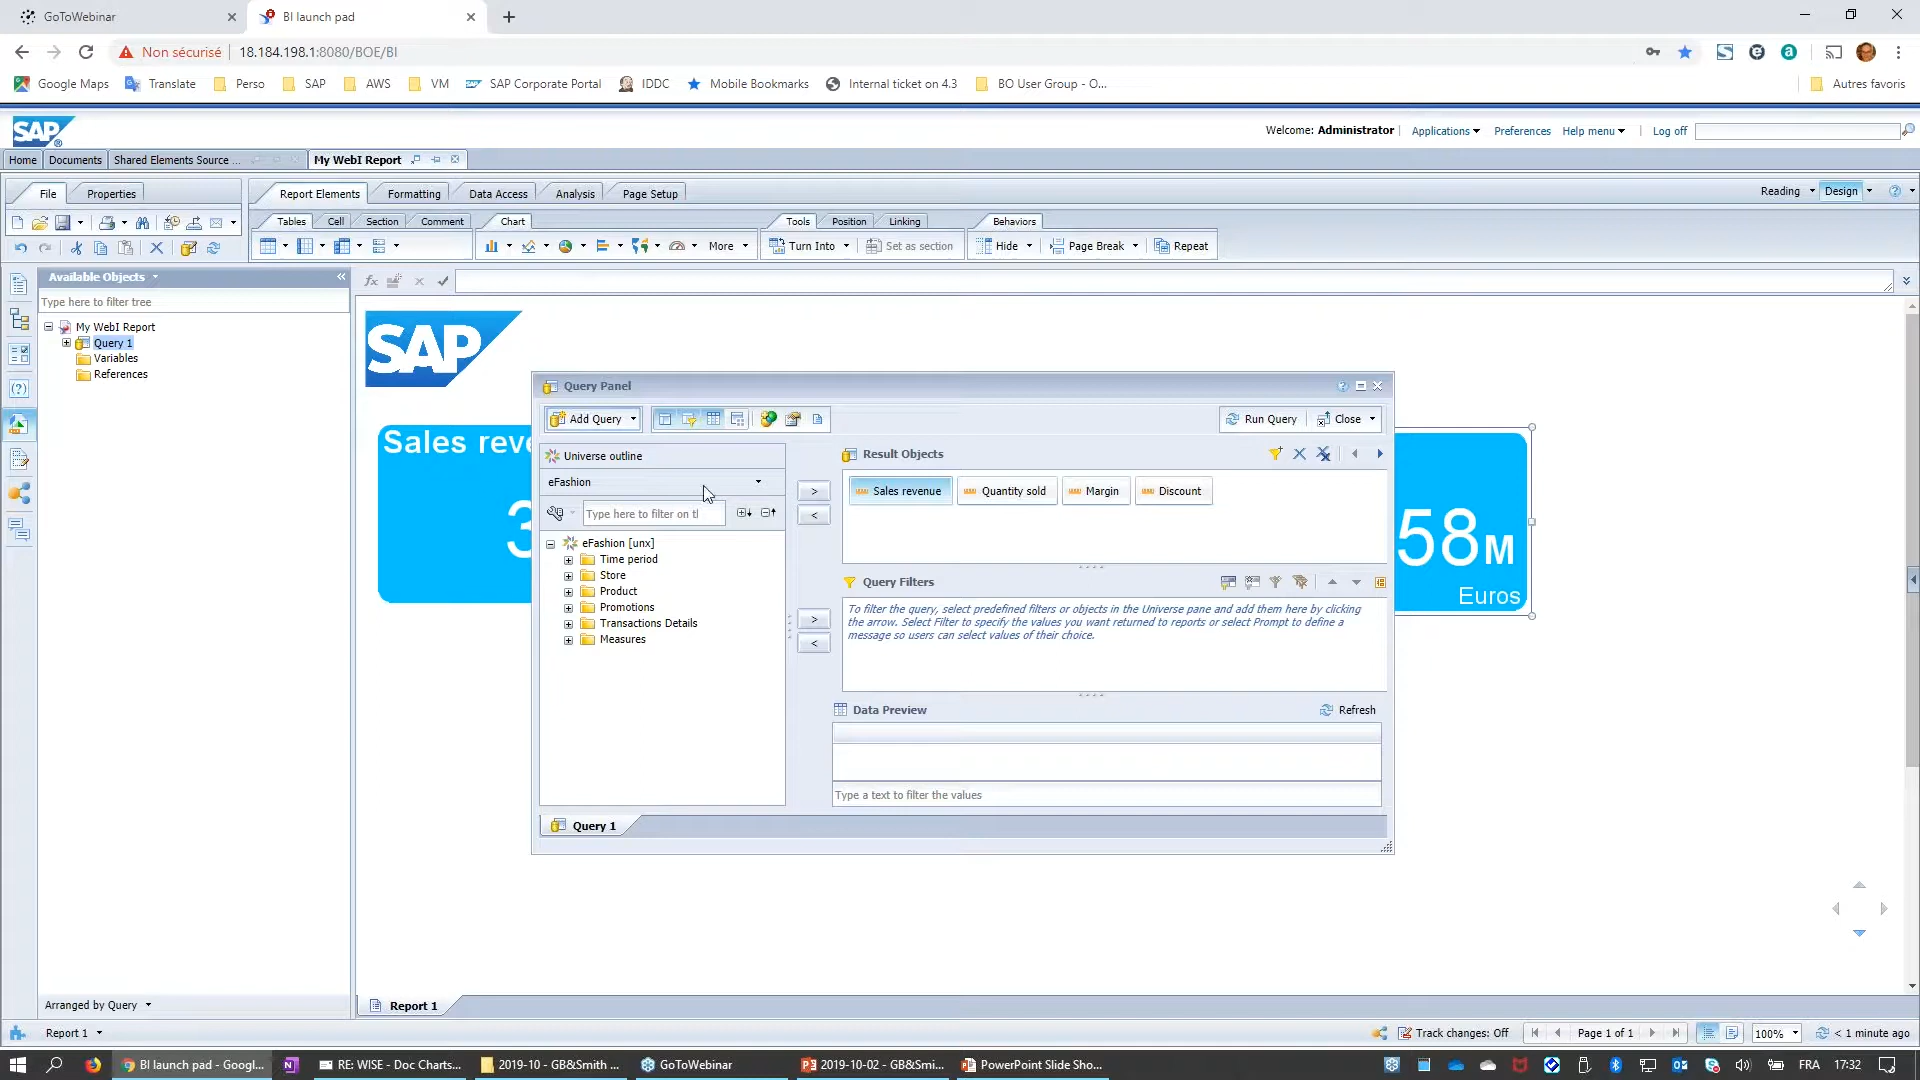 GoToWebinar
BI launch pad
Non sécurisé
18.184.198.1:8080/BOE/BI
Google Maps
Translate
Perso
SAP
AWS
VM
SAP Corporate Portal
IDDC
Mobile Bookmarks
Internal ticket on 4.3
BO User Group - O...
Autres favoris
SAP
Welcome: Administrator
Applications
Preferences
Help menu
Log off
Home
Documents
Shared Elements Source ...
My WebI Report
File
Properties
Report Elements
Formatting
Data Access
Analysis
Page Setup
Reading
Design
Tables
Cell
Section
Comment
Chart
Tools
Position
Linking
Behaviors
More
Turn Into
Set as section
Hide
Page Break
Repeat
Available Objects
Type here to filter tree
My WebI Report
Query 1
Variables
References
SAP
Sales reve
3
58M
Euros
Query Panel
Add Query
Run Query
Close
Universe outline
eFashion
Type here to filter on tl
eFashion [unx]
Time period
Store
Product
Promotions
Transactions Details
Measures
Result Objects
Sales revenue
Quantity sold
Margin
Discount
Query Filters
To filter the query, select predefined filters or objects in the Universe pane and add them here by clicking
the arrow. Select Filter to specify the values you want returned to reports or select Prompt to define a
message so users can select values of their choice.
Data Preview
Refresh
Type a text to filter the values
Query 1
Arranged by Query
Report 1
Report 1
Track changes: Off
Page 1 of 1
100%
< 1 minute ago
BI launch pad - Googl...
RE: WISE - Doc Charts...
2019-10 - GB&Smith ...
GoToWebinar
2019-10-02 - GB&Smi...
PowerPoint Slide Sho...
FRA
17:32